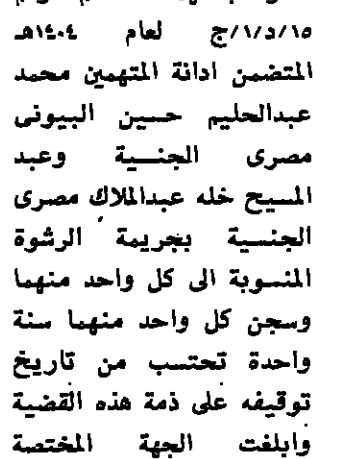 ١٥/د/١/ج لعام ١٤٠٤هـ
المتضمن ادانة المتهمين محمد
عبدالحليم حسين البيونى
مصرى الجنسية وعبد
المسيح خله عبدالملاك مصرى
الجنسية بجريمة الرشوة
المنسوبة الى كل واحد منهما
وسجن كل واحد منهما سنة
واحدة تحتسب من تاريخ
توقيفه على ذمة هذه القضية
وابلغت الجهة المختصة